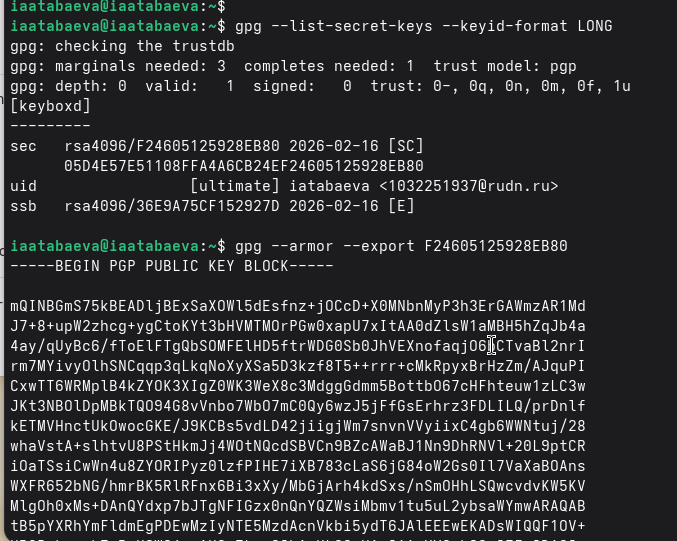 iaatabaeva@iaatabaeva:~$
iaatabaeva@iaatabaeva:~$ gpg --list-secret-keys --keyid-format LONG
gpg: checking the trustdb
gpg: marginals needed: 3  completes needed: 1  trust model: pgp
gpg: depth: 0  valid:   1  signed:   0  trust: 0-, 0q, 0n, 0m, 0f, 1u
[keyboxd]
---------
sec   rsa4096/F24605125928EB80 2026-02-16 [SC]
      05D4E57E51108FFA4A6CB24EF24605125928EB80
uid                 [ultimate] iatabaeva <1032251937@rudn.ru>
ssb   rsa4096/36E9A75CF152927D 2026-02-16 [E]
iaatabaeva@iaatabaeva:~$ gpg --armor --export F24605125928EB80
-----BEGIN PGP PUBLIC KEY BLOCK-----
mQINBGmS75kBEADljBExSaXOWl5dEsfnz+jOCcD+X0MNbnMyP3h3ErGAWmzAR1Md
J7+8+upW2zhcg+ygCtoKYt3bHVMTMOrPGw0xapU7xItAA0dZlsW1aMBH5hZqJb4a
rm7MYivyOlhSNCqqp3qLkqNoXyXSa5D3kzf8T5++rrr+cMkRpyxBrHzZm/AJquPI
CxwTT6WRMplB4kZYOK3XIgZ0WK3WeX8c3MdggGdmm5BottbO67cHFhteuw1zLC3w
JKt3NBOlDpMBkTQO94G8vVnbo7WbO7mC0Qy6wzJ5jFfGsErhrz3FDLILQ/prDnlf
kETMVHnctUkOwocGKE/J9KCBs5vdLD42jiigjWm7snvnVVyiixC4gb6WWNtuj/28
whaVstA+slhtvU8PStHkmJj4WOtNQcdSBVCn9BZcAWaBJ1Nn9DhRNVl+20L9ptCR
iOaTSsiCwWn4u8ZYORIPyz0lzfPIHE7iXB783cLaS6jG84oW2Gs0Il7VaXaBOAns
WXFR652bNG/hmrBK5RlRFnx6Bi3xXy/MbGjArh4kdSxs/nSmOHhLSQwcvdvKW5KV
MlgOh0xMs+DAnQYdxp7bJTgNFIGzx0nQnYQZWsiMbmv1tu5uL2ybsaWYmwARAQAB
tB5pYXRhYmFldmEgPDEwMzIyNTE5MzdAcnVkbi5ydT6JAlEEEwEKADsWIQQF1OV+